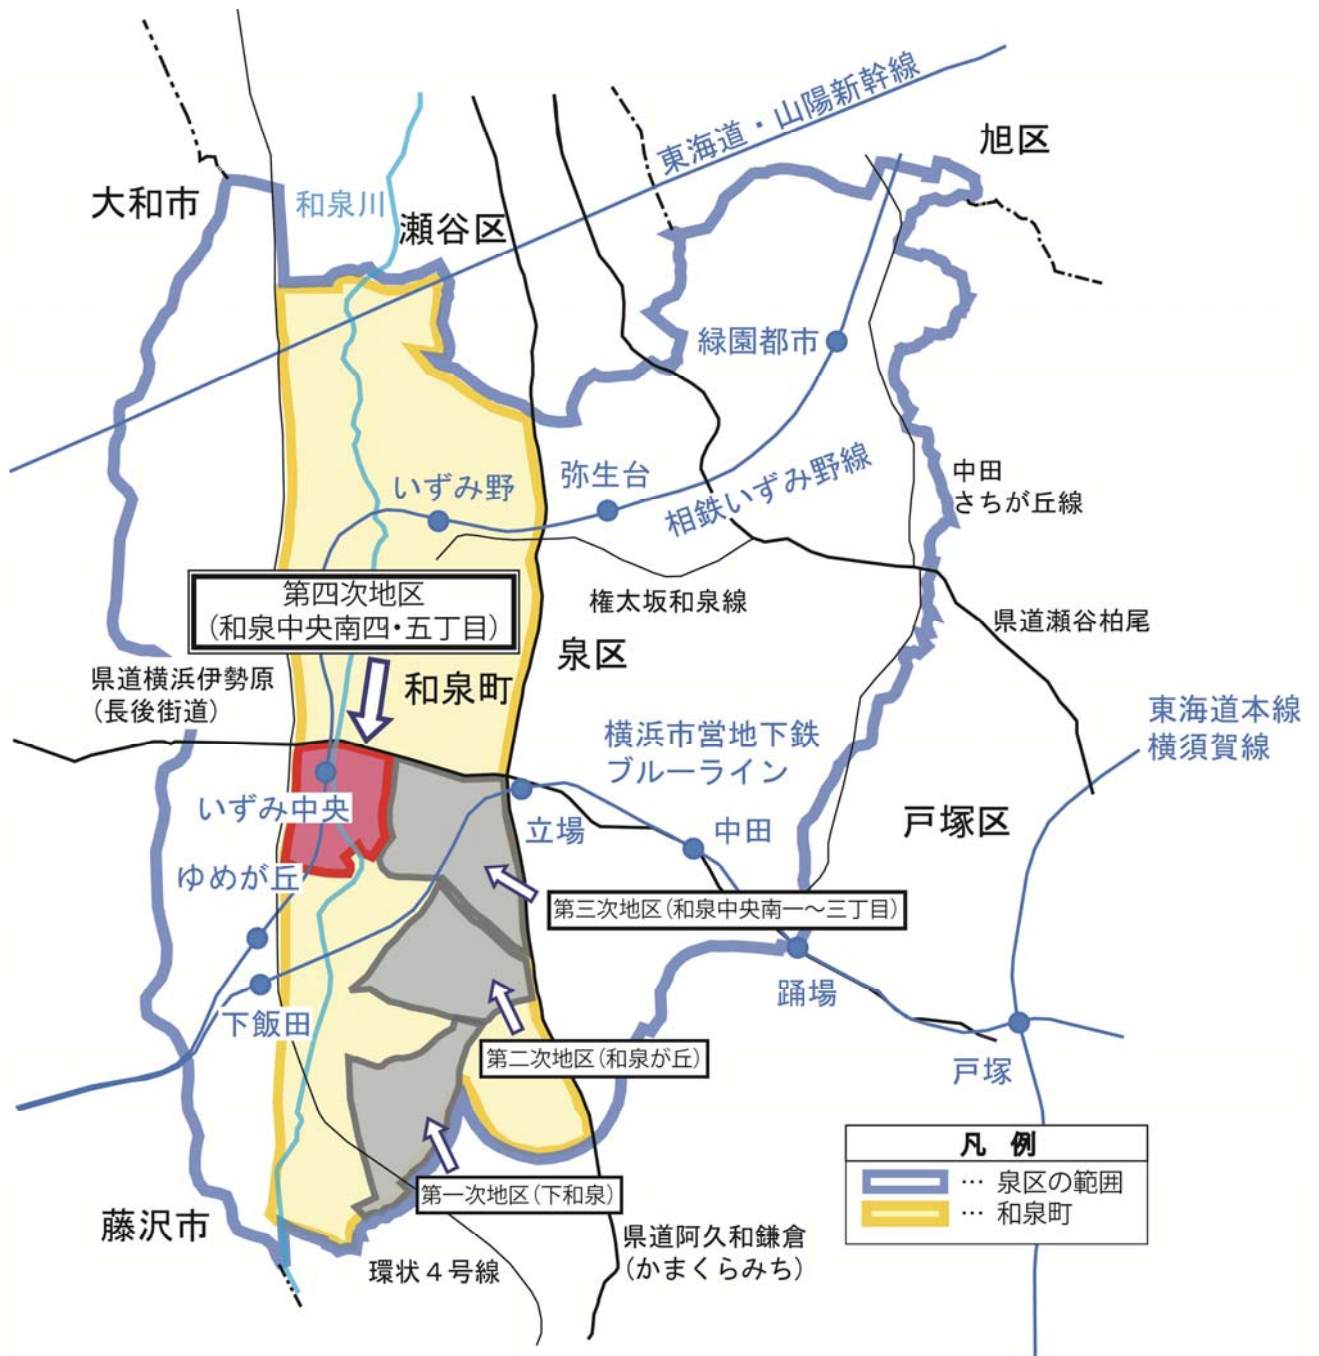 東海道・山陽新幹線
旭区
大和市
和泉川
瀬谷区
緑園都市
いずみ野
弥生台
相鉄いずみ野線
中田
さちが丘線
第四次地区
(和泉中央南四・五丁目)
権太坂和泉線
県道瀬谷柏尾
泉区
県道横浜伊勢原
(長後街道)
和泉町
東海道本線
横須賀線
横浜市営地下鉄
ブルーライン
いずみ中央
立場
中田
戸塚区
ゆめが丘
第三次地区(和泉中央南一～三丁目)
踊場
下飯田
第二次地区(和泉が丘)
戸塚
凡 例
… 泉区の範囲
… 和泉町
第一次地区(下和泉)
藤沢市
環状４号線
県道阿久和鎌倉
(かまくらみち)